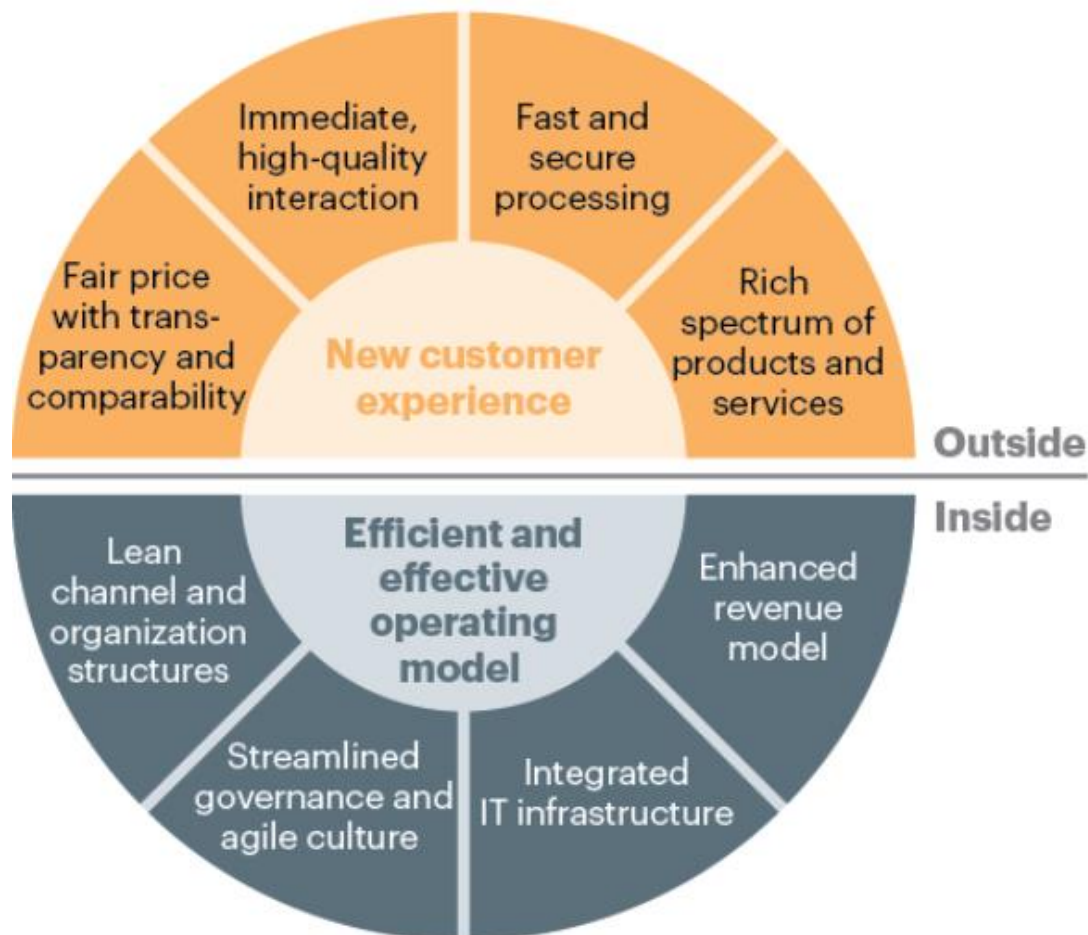 Immediate,
high-quality
interaction
Fast and
secure
processing
Fair price
with trans-
parency and
comparability
Rich
spectrum of
products and
services
New customer
experience
Outside
Inside
Efficient and
effective
operating
model
Lean
channel and
organization
structures
Enhanced
revenue
model
Streamlined
governance and
agile culture
Integrated
IT infrastructure